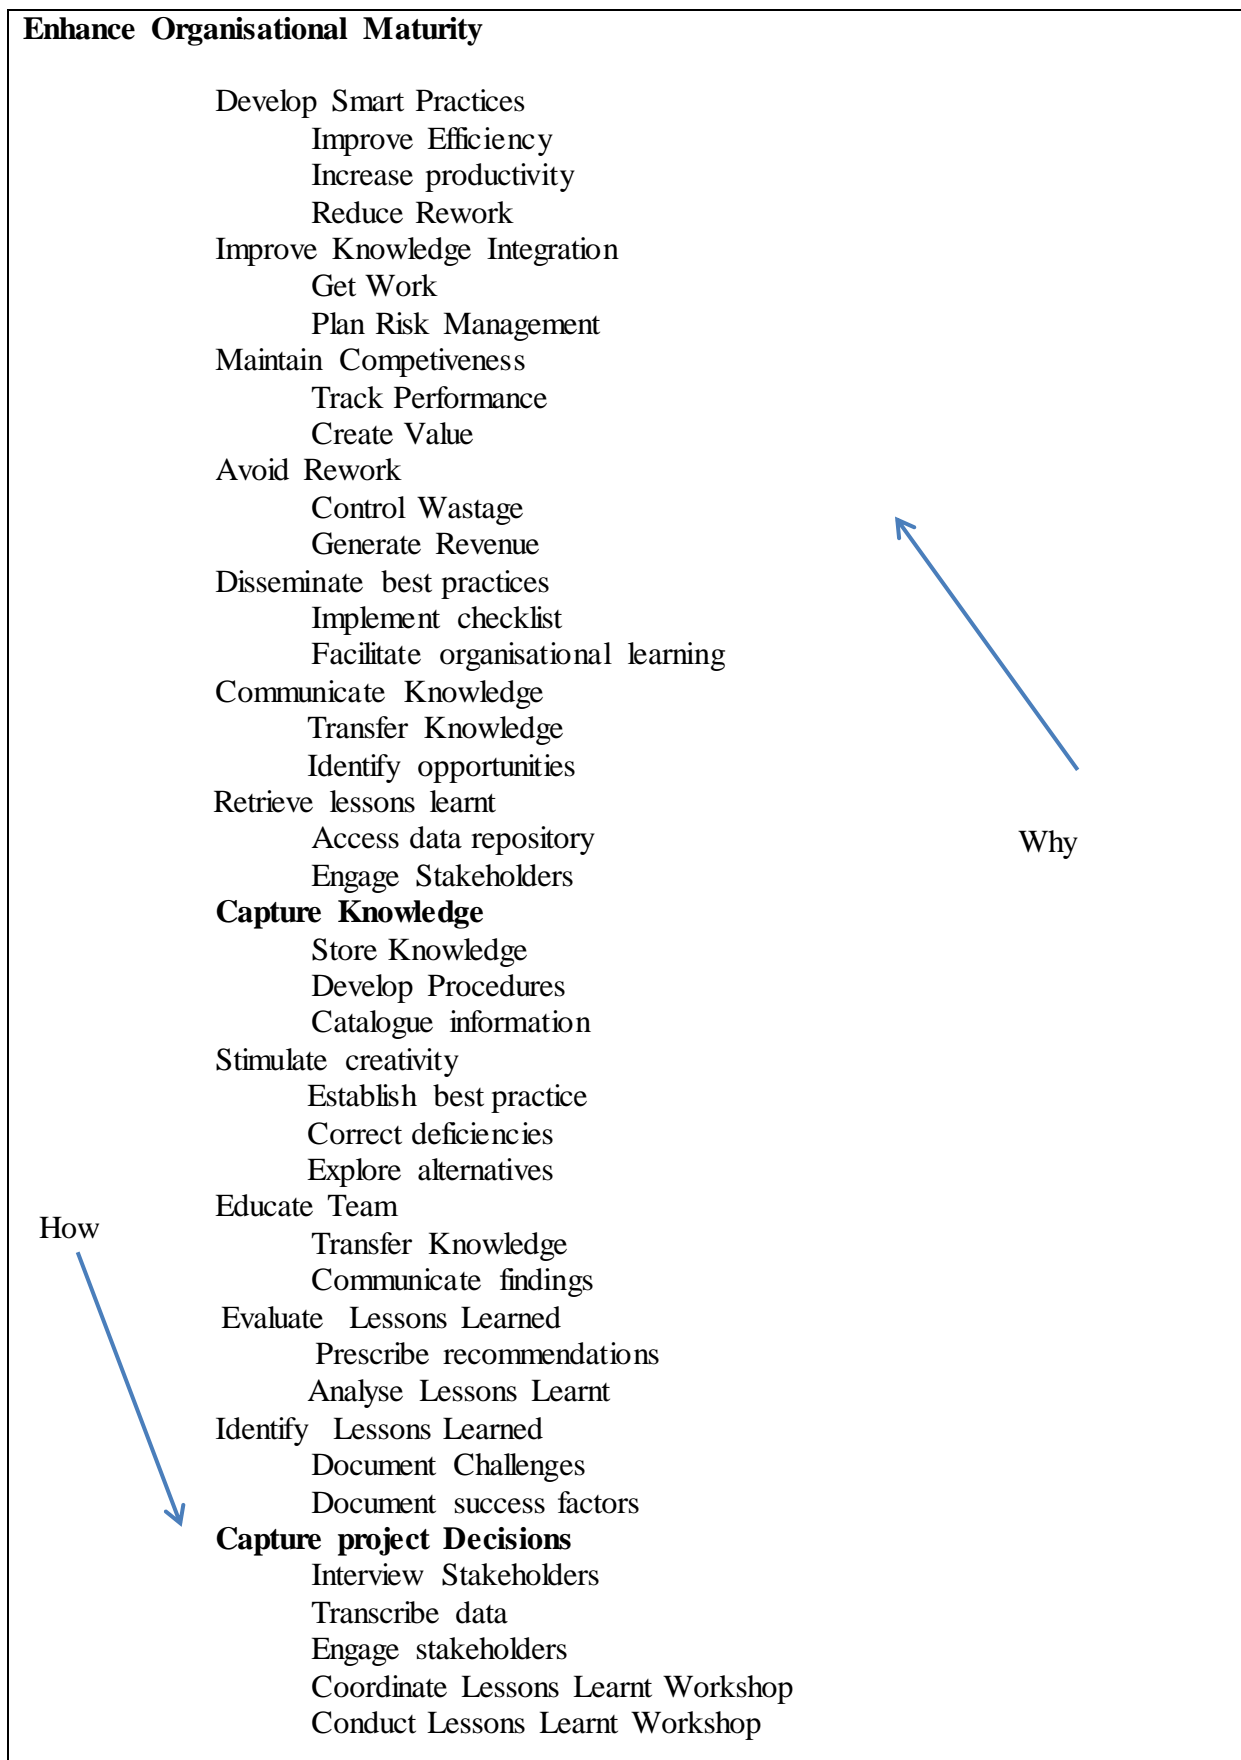 Enhance Organisational Maturity
Develop Smart Practices
Improve Efficiency
Increase productivity
Reduce Rework
Improve Knowledge Integration
Get Work
Plan Risk Management
Maintain Competiveness
Track Performance
Create Value
Avoid Rework
Control Wastage
Generate Revenue
Disseminate best practices
Implement checklist
Facilitate organisational learning
Communicate Knowledge
Transfer Knowledge
Identify opportunities
Retrieve lessons learnt
Access data repository
Why
Engage Stakeholders
Capture Knowledge
Store Knowledge
Develop Procedures
Catalogue information
Stimulate creativity
Establish best practice
Correct deficiencies
Explore alternatives
Educate Team
How
Transfer Knowledge
Communicate findings
Evaluate Lessons Learned
Prescribe recommendations
Analyse Lessons Learnt
Identify Lessons Learned
Document Challenges
Document success factors
Capture project Decisions
Interview Stakeholders
Transcribe data
Engage stakeholders
Coordinate Lessons Learnt Workshop
Conduct Lessons Learnt Workshop